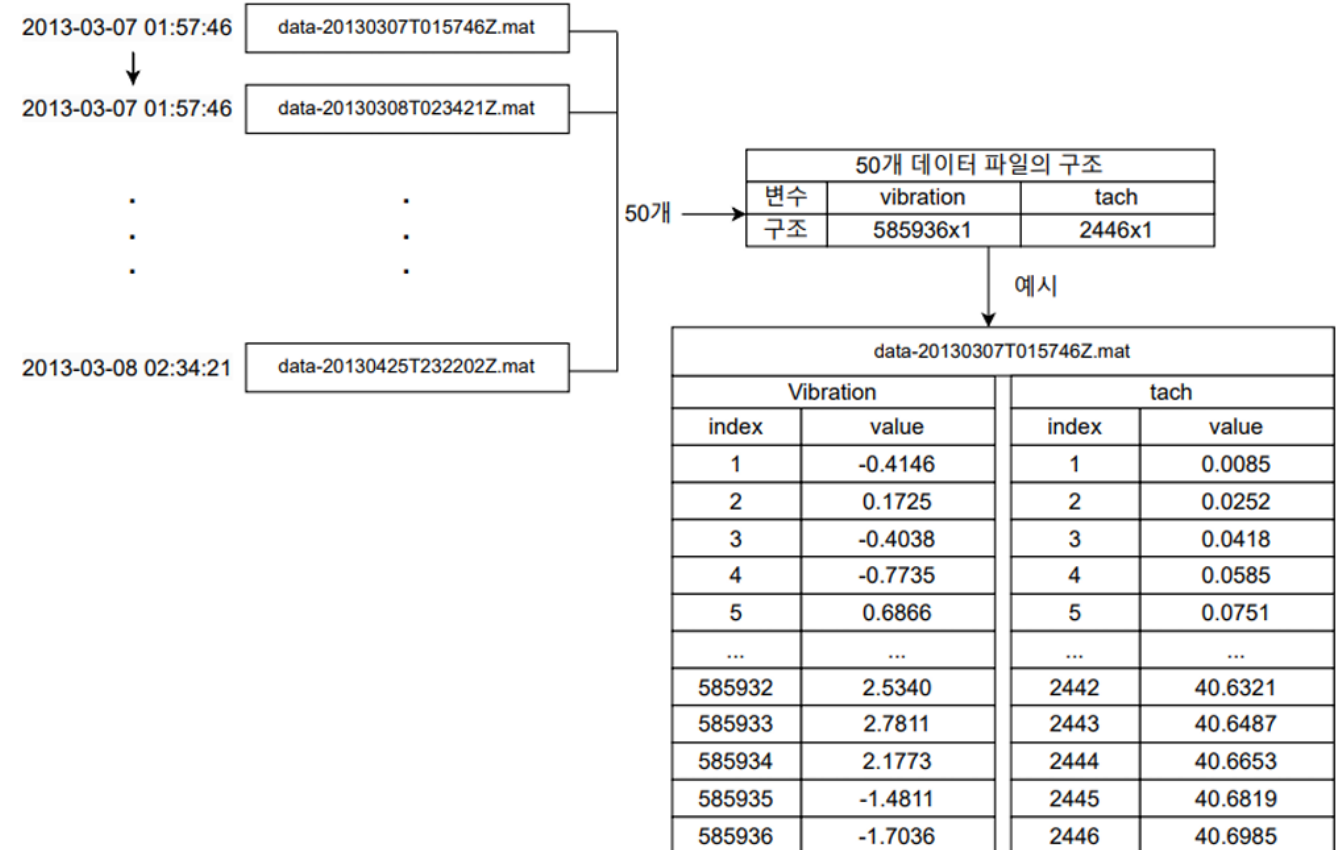 2013-03-07 01:57:46 data-20130307T015746Z.mat
2013-03-07 01:57:46 data-20130308T023421Z.mat
2013-03-08 02:34:21 data-20130425T232202Z.mat
50개
50개 데이터 파일의 구조
변수 vibration tach
구조 585936x1 2446x1
예시
data-20130307T015746Z.mat
Vibration tach
index value index value
1 -0.4146 1 0.0085
2 0.1725 2 0.0252
3 -0.4038 3 0.0418
4 -0.7735 4 0.0585
5 0.6866 5 0.0751
... ... ... ...
585932 2.5340 2442 40.6321
585933 2.7811 2443 40.6487
585934 2.1773 2444 40.6653
585935 -1.4811 2445 40.6819
585936 -1.7036 2446 40.6985